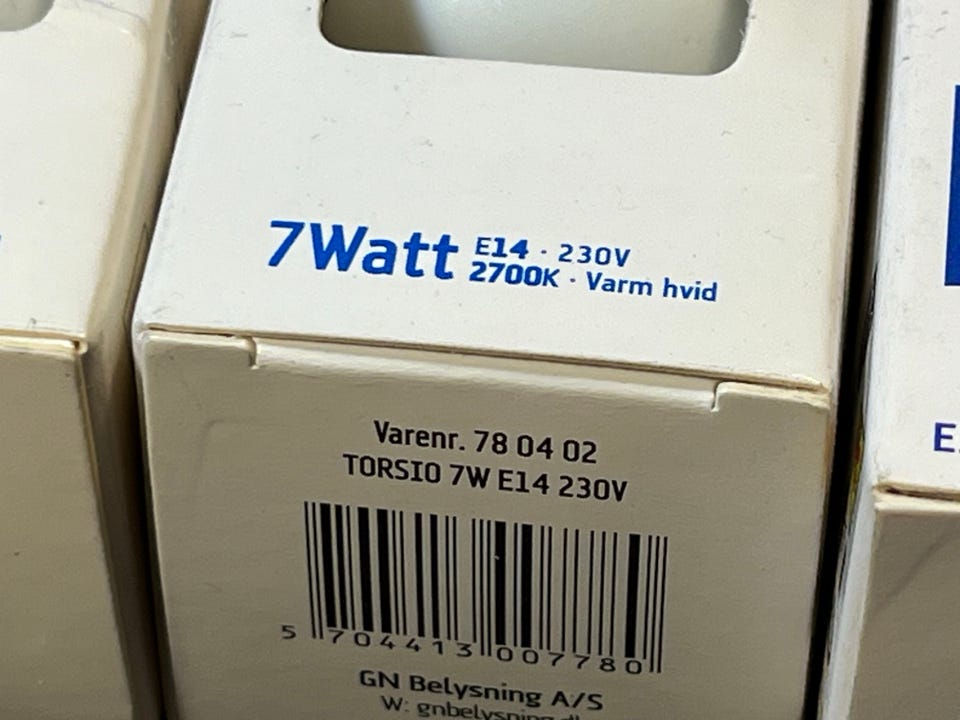 7Watt E14 · 230V
2700K · Varm hvid
Varenr. 78 04 02
TORSIO 7W E14 230V
5 704413 007780
GN Belysning A/S
W: